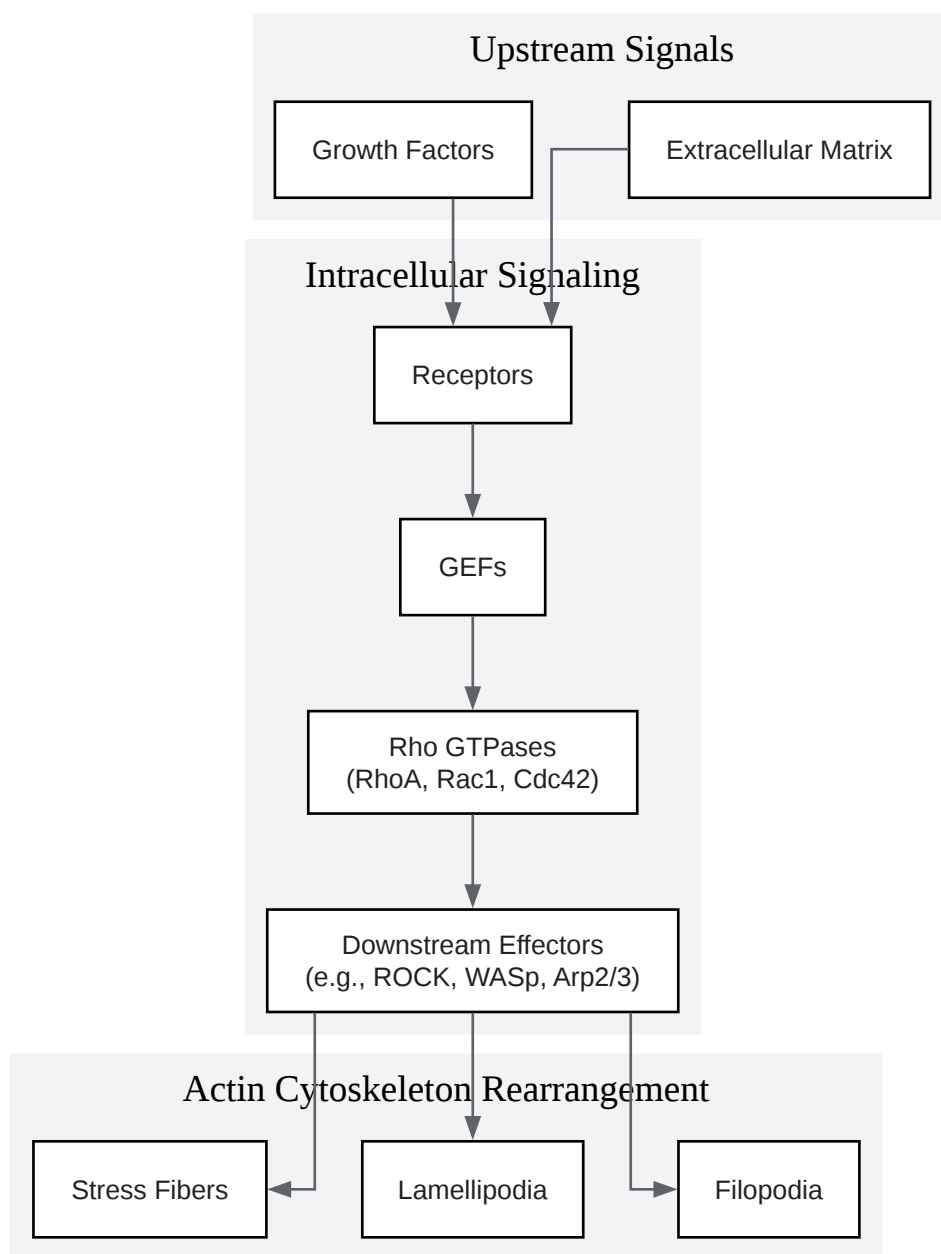 Upstream Signals
Growth Factors
Extracellular Matrix
Intracellular Signaling
Receptors
GEFs
Rho GTPases
(RhoA, Rac1, Cdc42)
Downstream Effectors
(e.g., ROCK, WASp, Arp2/3)
Actin Cytoskeleton Rearrangement
Stress Fibers
Lamellipodia
Filopodia